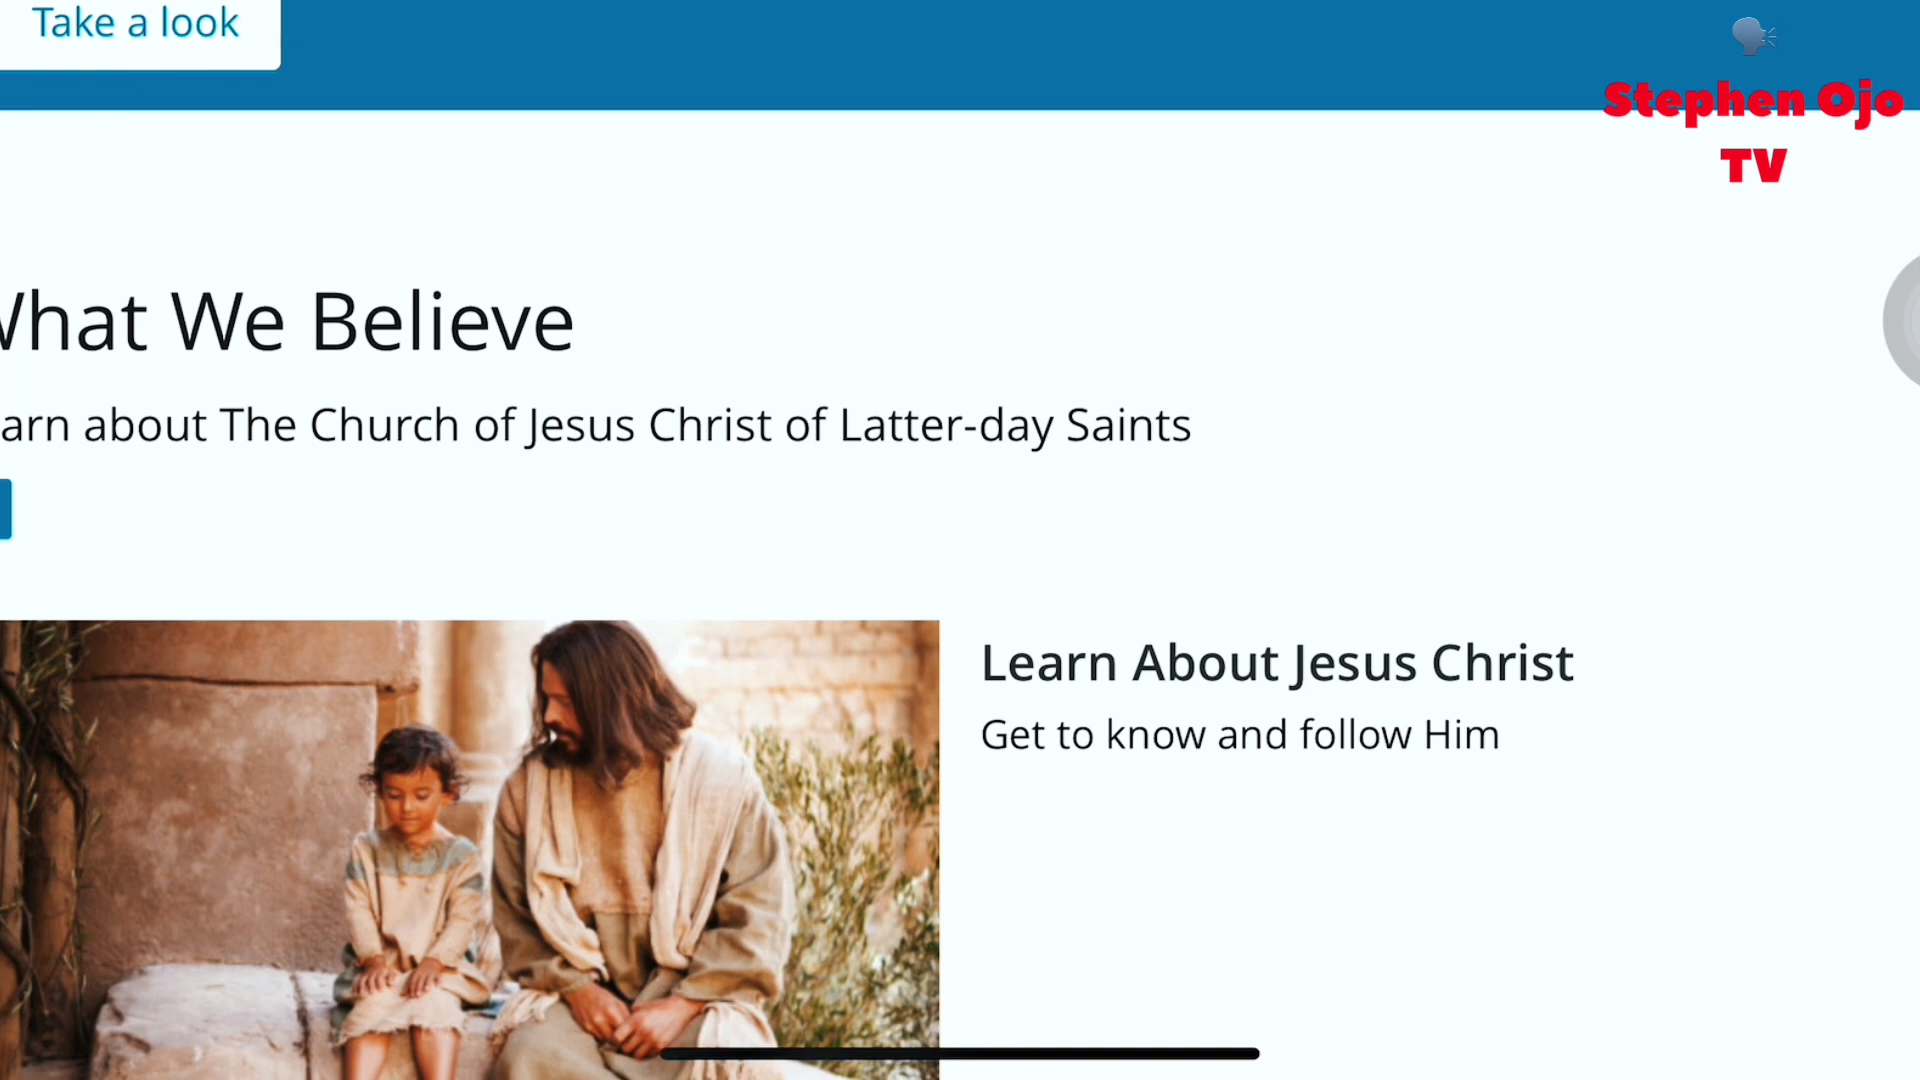 Take a look
Stephen Ojo
TV
What We Believe
arn about The Church of Jesus Christ of Latter-day Saints
Learn About Jesus Christ
Get to know and follow Him